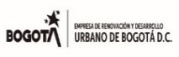 BOGOTÁ
EMPRESA DE RENOVACIÓN Y DESARROLLO
URBANO DE BOGOTÁ D.C.